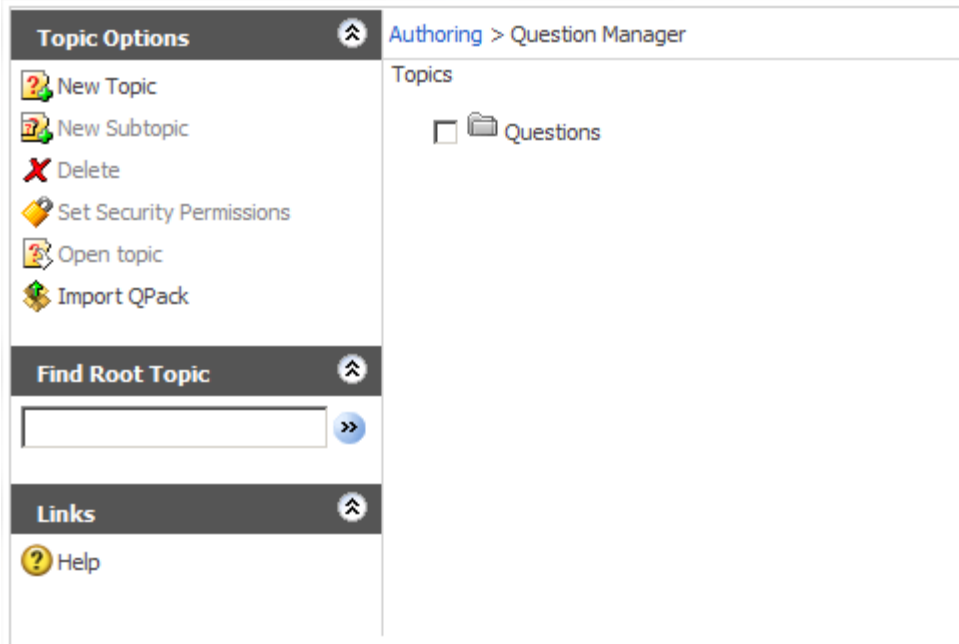 Topic Options
New Topic
New Subtopic
Delete
Set Security Permissions
Open topic
Import QPack
Find Root Topic
Links
Help
Authoring > Question Manager
Topics
Questions